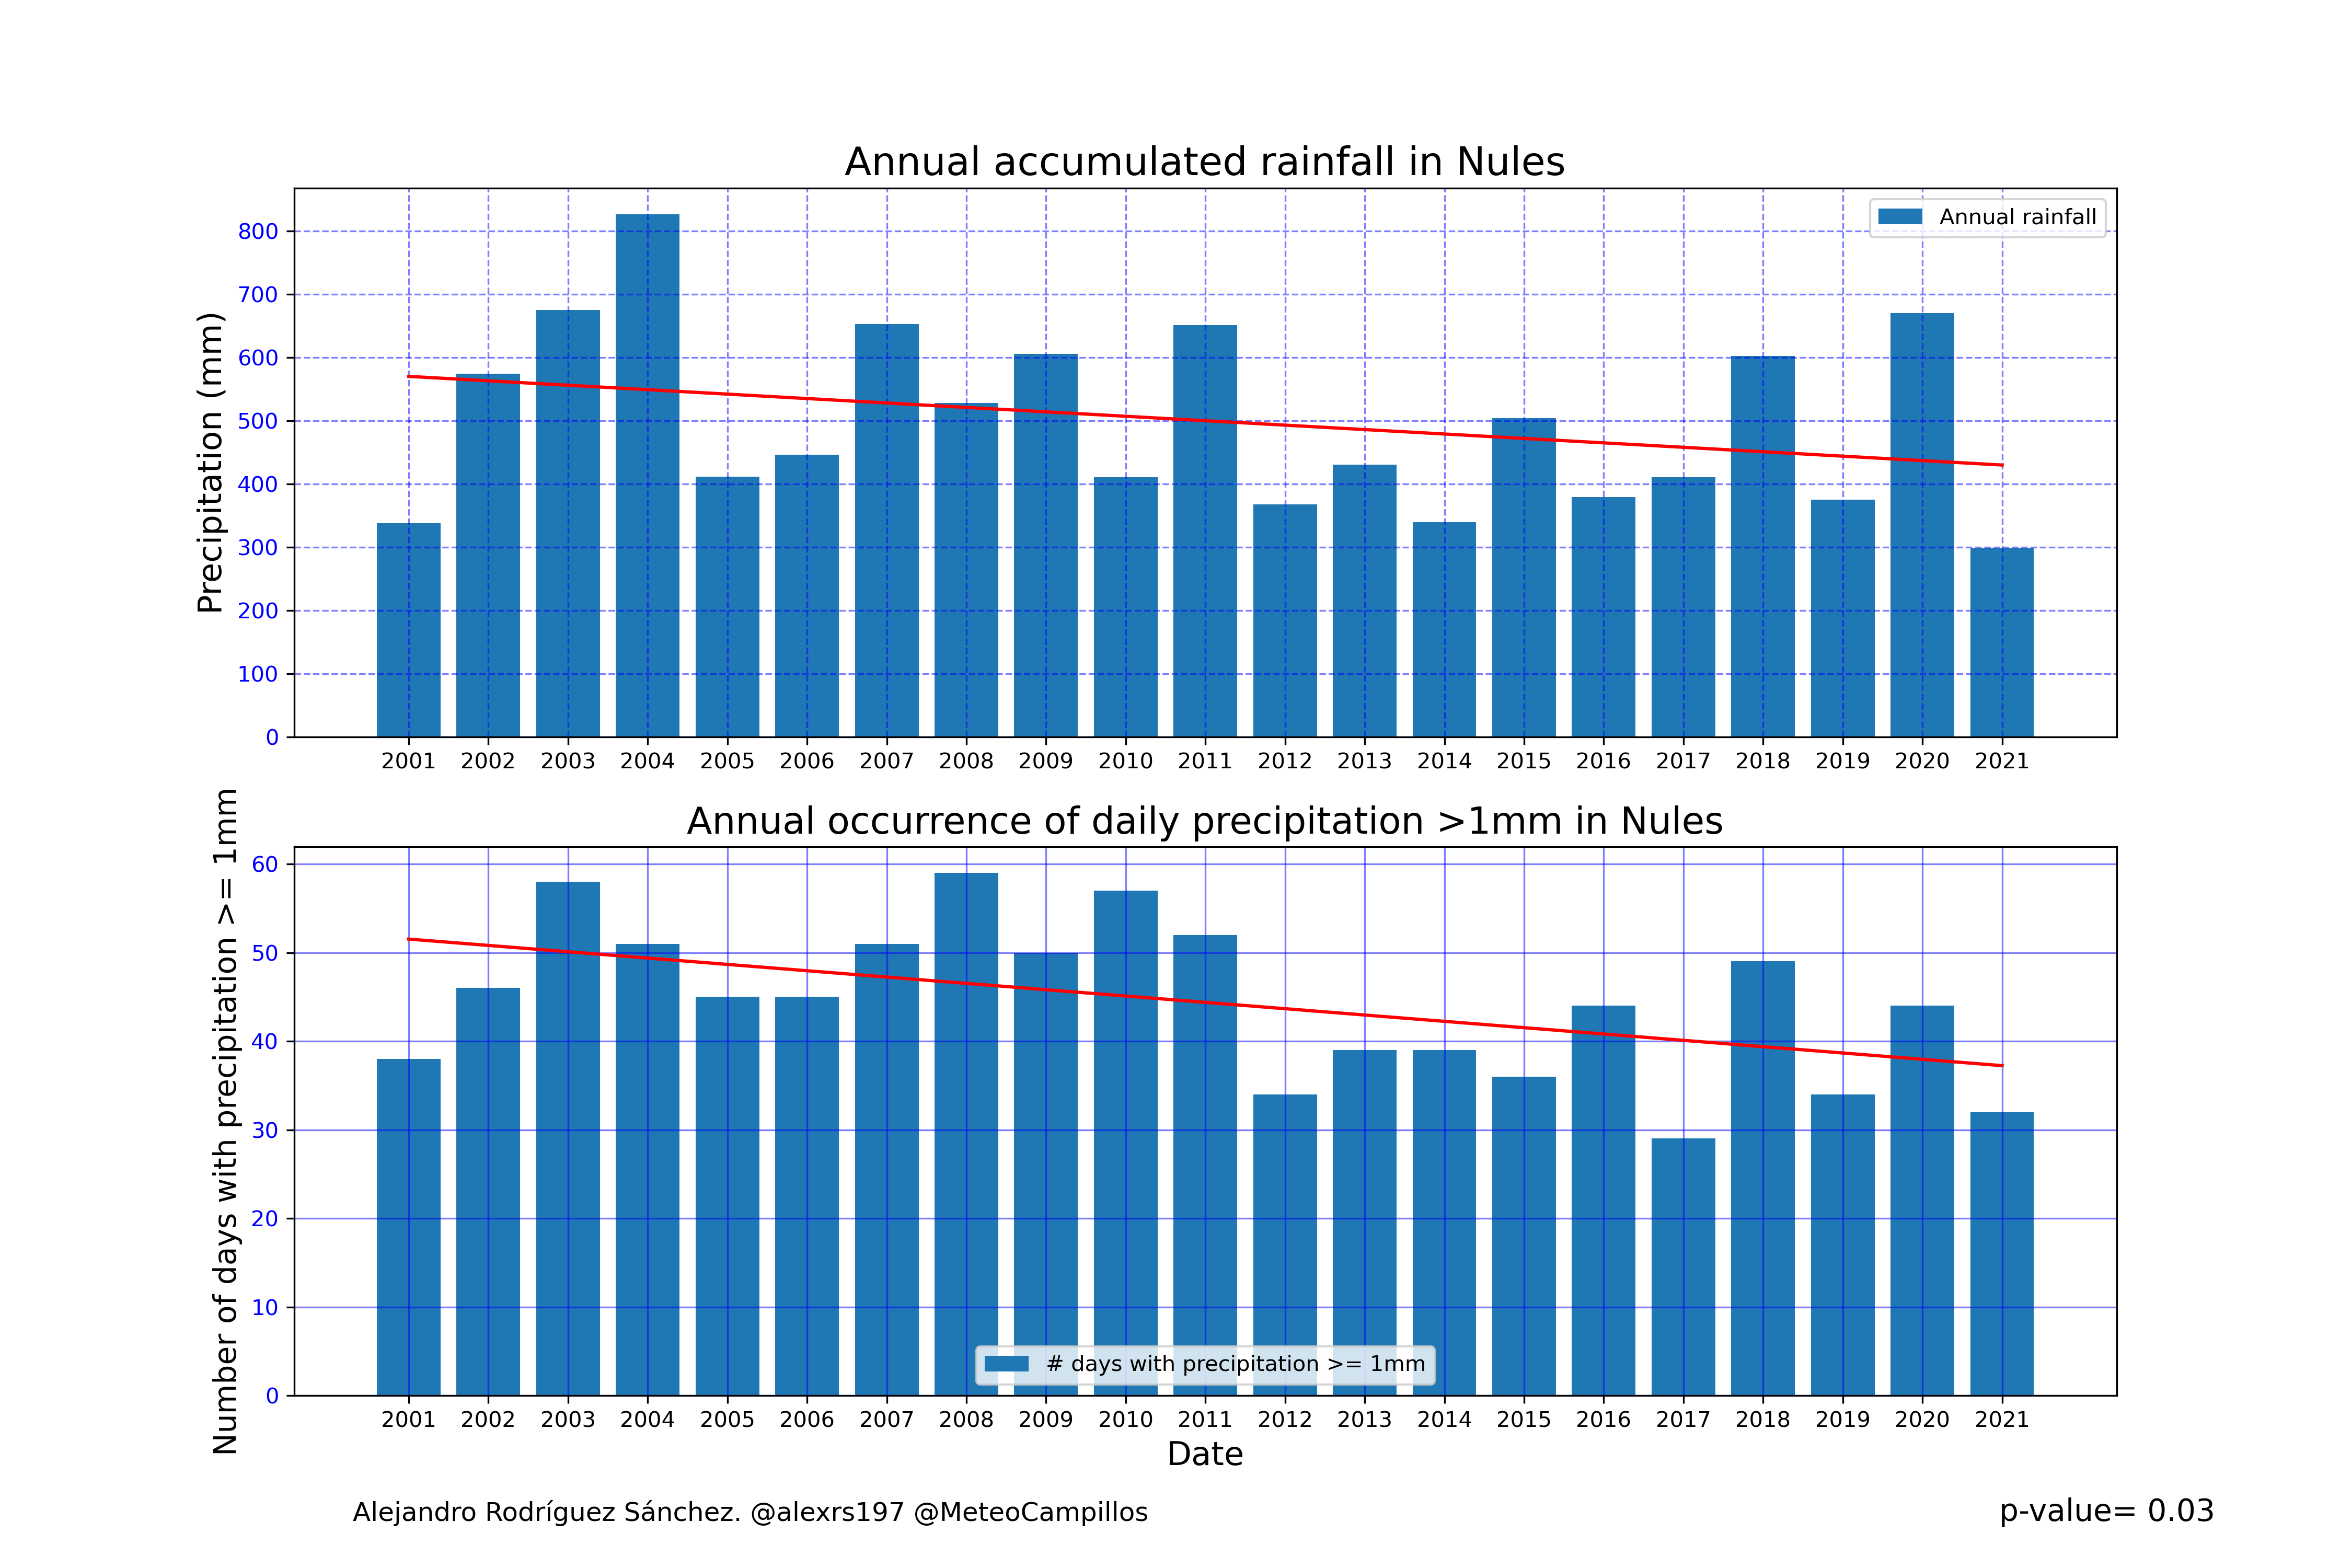 Annual accumulated rainfall in Nules
Precipitation (mm)
800
700
600
500
400
300
200
100
0
Annual rainfall
2001 2002 2003 2004 2005 2006 2007 2008 2009 2010 2011 2012 2013 2014 2015 2016 2017 2018 2019 2020 2021
Annual occurrence of daily precipitation >1mm in Nules
Number of days with precipitation >= 1mm
60
50
40
30
20
10
0
# days with precipitation >= 1mm
2001 2002 2003 2004 2005 2006 2007 2008 2009 2010 2011 2012 2013 2014 2015 2016 2017 2018 2019 2020 2021
Date
Alejandro Rodríguez Sánchez. @alexrs197 @MeteoCampillos
p-value= 0.03